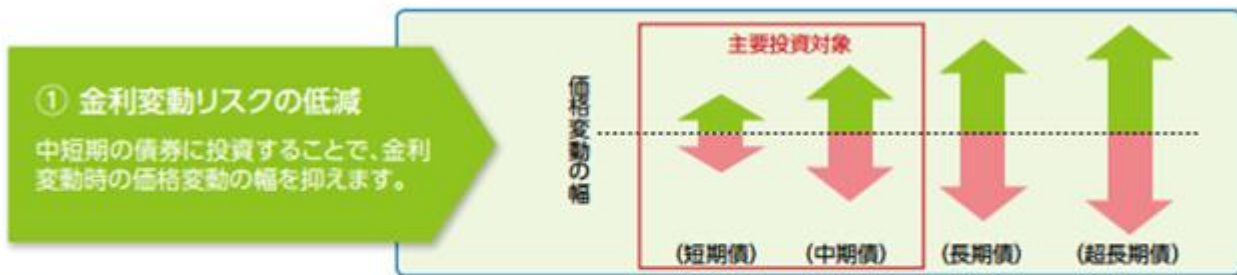 ① 金利変動リスクの低減
中短期の債券に投資することで、金利
変動時の価格変動の幅を抑えます。
主要投資対象
価格変動の幅
(短期債)
(中期債)
(長期債)
(超長期債)